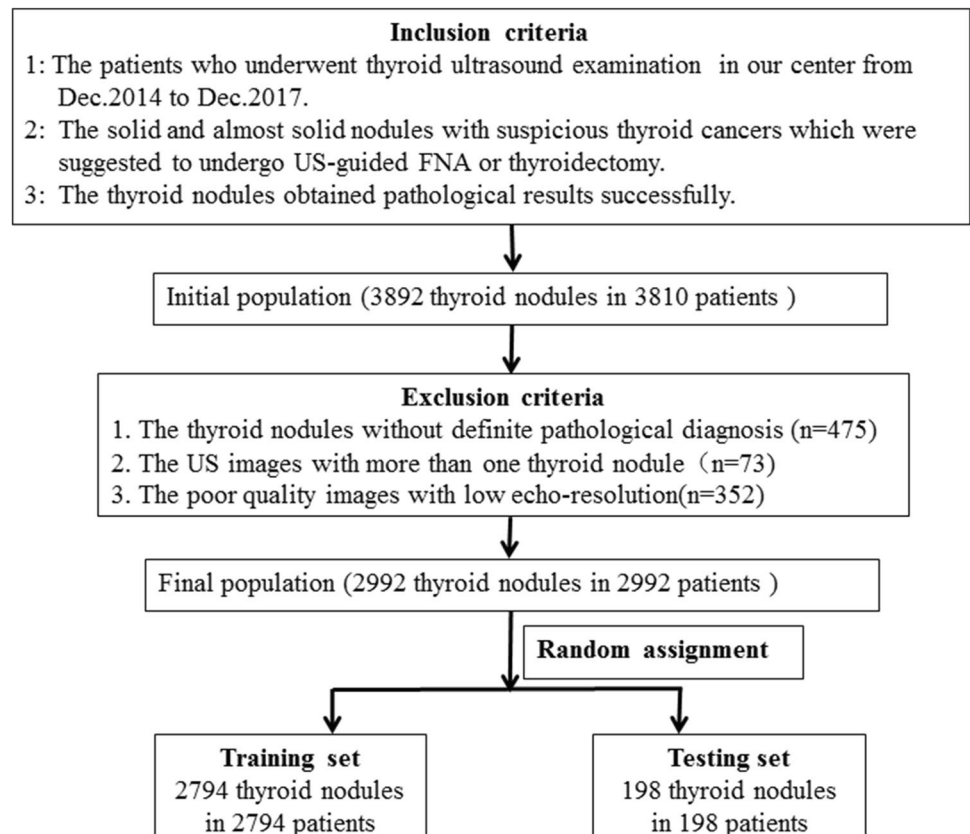 Inclusion criteria
1: The patients who underwent thyroid ultrasound examination in our center from
Dec.2014 to Dec.2017.
2: The solid and almost solid nodules with suspicious thyroid cancers which were
suggested to undergo US-guided FNA or thyroidectomy.
3: The thyroid nodules obtained pathological results successfully.
Initial population (3892 thyroid nodules in 3810 patients )
Exclusion criteria
1. The thyroid nodules without definite pathological diagnosis (n=475)
2. The US images with more than one thyroid nodule（n=73)
3. The poor quality images with low echo-resolution(n=352)
Final population (2992 thyroid nodules in 2992 patients )
Random assignment
Training set
2794 thyroid nodules
in 2794 patients
Testing set
198 thyroid nodules
in 198 patients